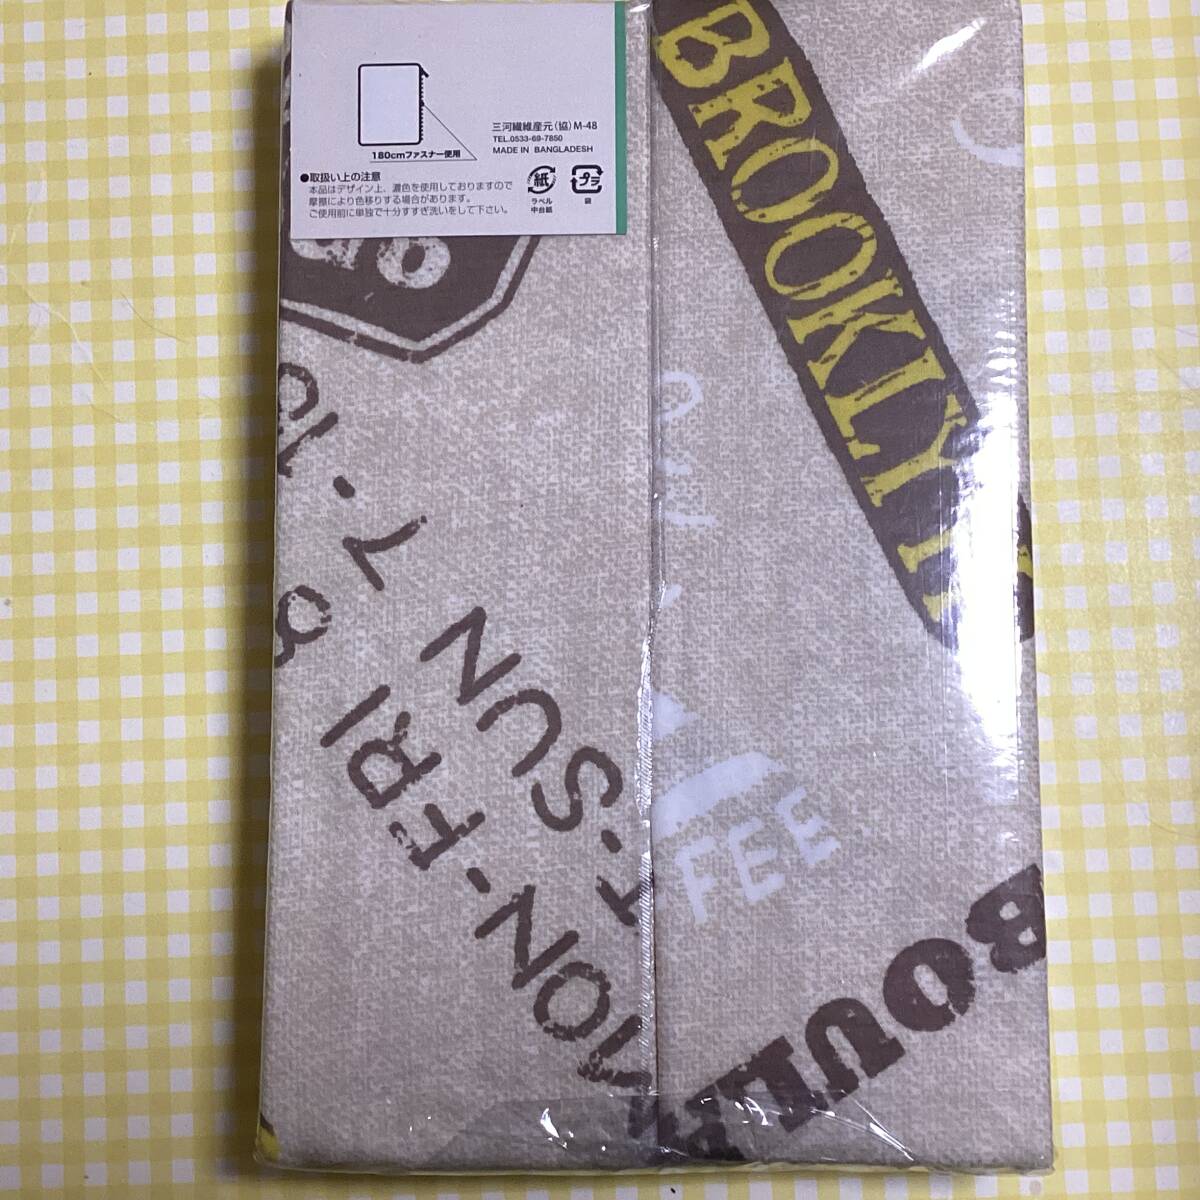 180cmファスナー使用
三河繊維産元(協)M-48
TEL.0533-69-7850
MADE IN BANGLADESH
●取扱い上の注意
本品はデザイン上、濃色を使用しておりますので
摩擦により色移りする場合があります。
ご使用前に単独で十分すすぎ洗いをして下さい。
紙
ラベル
中台紙
プラ
袋
BROOKLY
FRI
MON-FRI
SUN
FEE
BOU